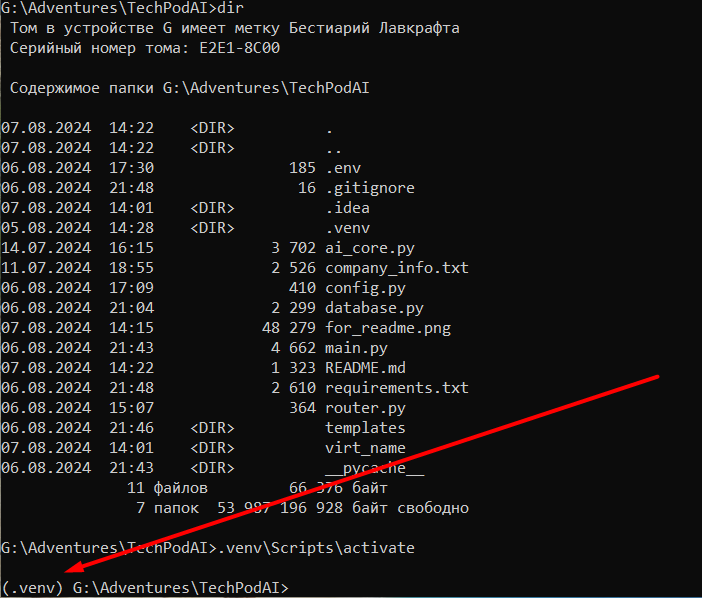 G:\Adventures\TechPodAI>dir
Том в устройстве G имеет метку Бестиарий Лавкрафта
Серийный номер тома: E2E1-8C00
Содержимое папки G:\Adventures\TechPodAI
07.08.2024  14:22    <DIR>          .
07.08.2024  14:22    <DIR>          ..
06.08.2024  17:30               185 .env
06.08.2024  21:48                16 .gitignore
07.08.2024  14:01    <DIR>          .idea
05.08.2024  14:28    <DIR>          .venv
14.07.2024  16:15             3 702 ai_core.py
11.07.2024  18:55             2 526 company_info.txt
06.08.2024  17:09               410 config.py
06.08.2024  21:04             2 299 database.py
07.08.2024  14:15            48 279 for_readme.png
06.08.2024  21:43             4 662 main.py
07.08.2024  14:22             1 323 README.md
06.08.2024  21:48             2 610 requirements.txt
06.08.2024  15:07               364 router.py
06.08.2024  21:46    <DIR>          templates
07.08.2024  14:01    <DIR>          virt_name
06.08.2024  21:43    <DIR>          __pycache__
11 файлов         66 376 байт
7 папок  53 987 196 928 байт свободно
G:\Adventures\TechPodAI>.venv\Scripts\activate
(.venv) G:\Adventures\TechPodAI>